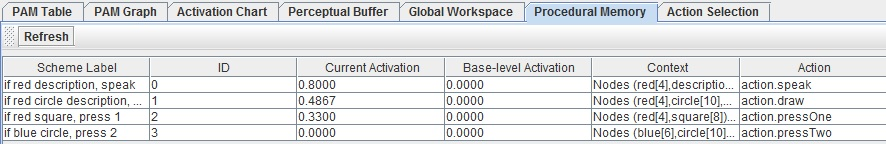 PAM Table PAM Graph Activation Chart Perceptual Buffer Global Workspace Procedural Memory Action Selection
Refresh
Scheme Label ID Current Activation Base-level Activation Context Action
if red description, speak 0 0.8000 0.0000 Nodes (red[4],descriptio... action.speak
if red circle description, ... 1 0.4867 0.0000 Nodes (red[4],circle[10],... action.draw
if red square, press 1 2 0.3300 0.0000 Nodes (red[4],square[8])... action.pressOne
if blue circle, press 2 3 0.0000 0.0000 Nodes (blue[6],circle[10]... action.pressTwo